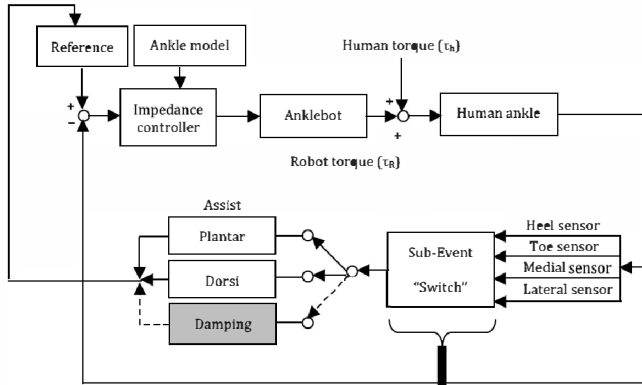 Reference
Ankle model
Human torque (τh)
+
−
Impedance
controller
Anklebot
+
+
Human ankle
Robot torque (τR)
Assist
Plantar
Dorsi
Damping
Sub-Event
"Switch"
Heel sensor
Toe sensor
Medial sensor
Lateral sensor